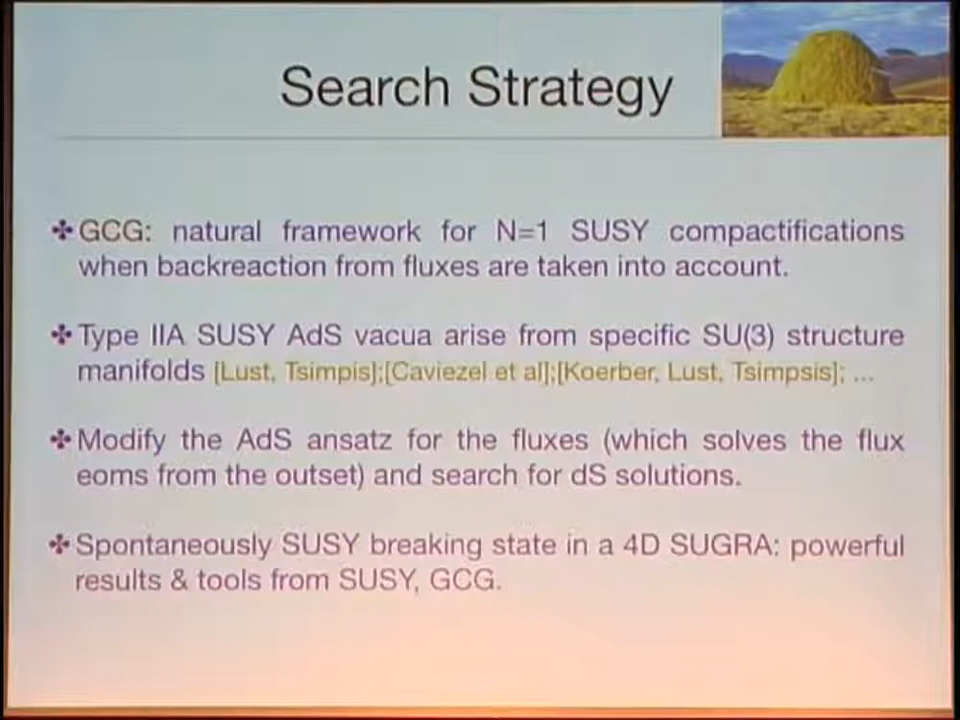 Search Strategy
✤ GCG: natural framework for N=1 SUSY compactifications
when backreaction from fluxes are taken into account.
✤ Type IIA SUSY AdS vacua arise from specific SU(3) structure
manifolds [Lust, Tsimpis];[Caviezel et al];[Koerber, Lust, Tsimpsis]; ...
✤ Modify the AdS ansatz for the fluxes (which solves the flux
eoms from the outset) and search for dS solutions.
✤ Spontaneously SUSY breaking state in a 4D SUGRA: powerful
results & tools from SUSY, GCG.